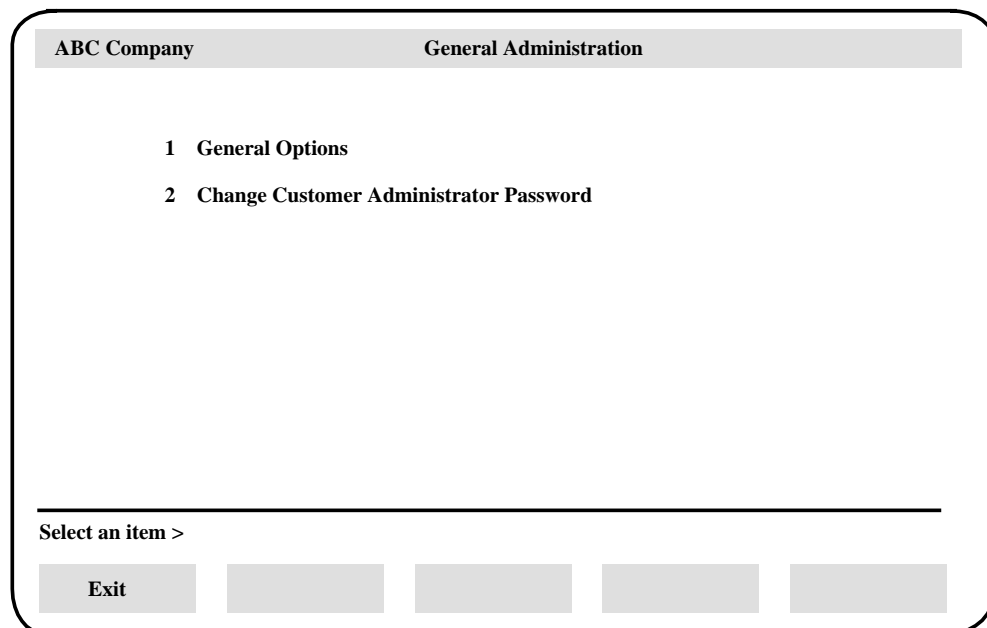 ABC Company General Administration
1 General Options
2 Change Customer Administrator Password
Select an item >
Exit